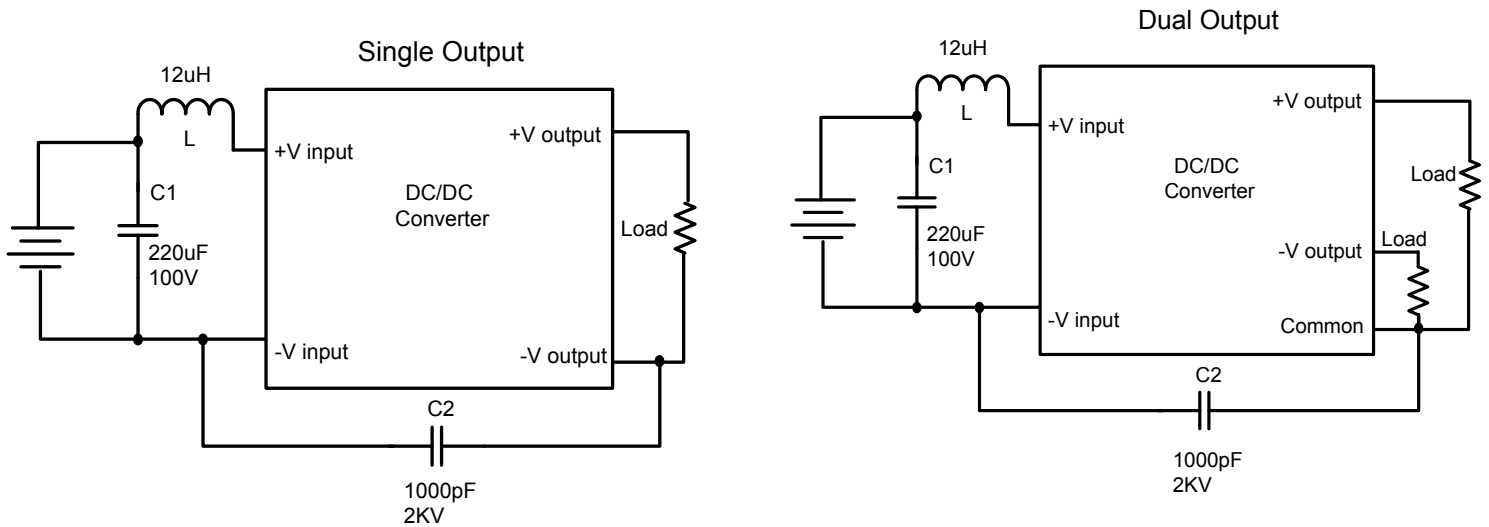 Single Output
12uH
L
+V input
C1
220uF
100V
DC/DC
Converter
+V output
Load
-V input
-V output
C2
1000pF
2KV
Dual Output
12uH
L
+V input
C1
220uF
100V
DC/DC
Converter
+V output
Load
-V output
Load
-V input
Common
C2
1000pF
2KV